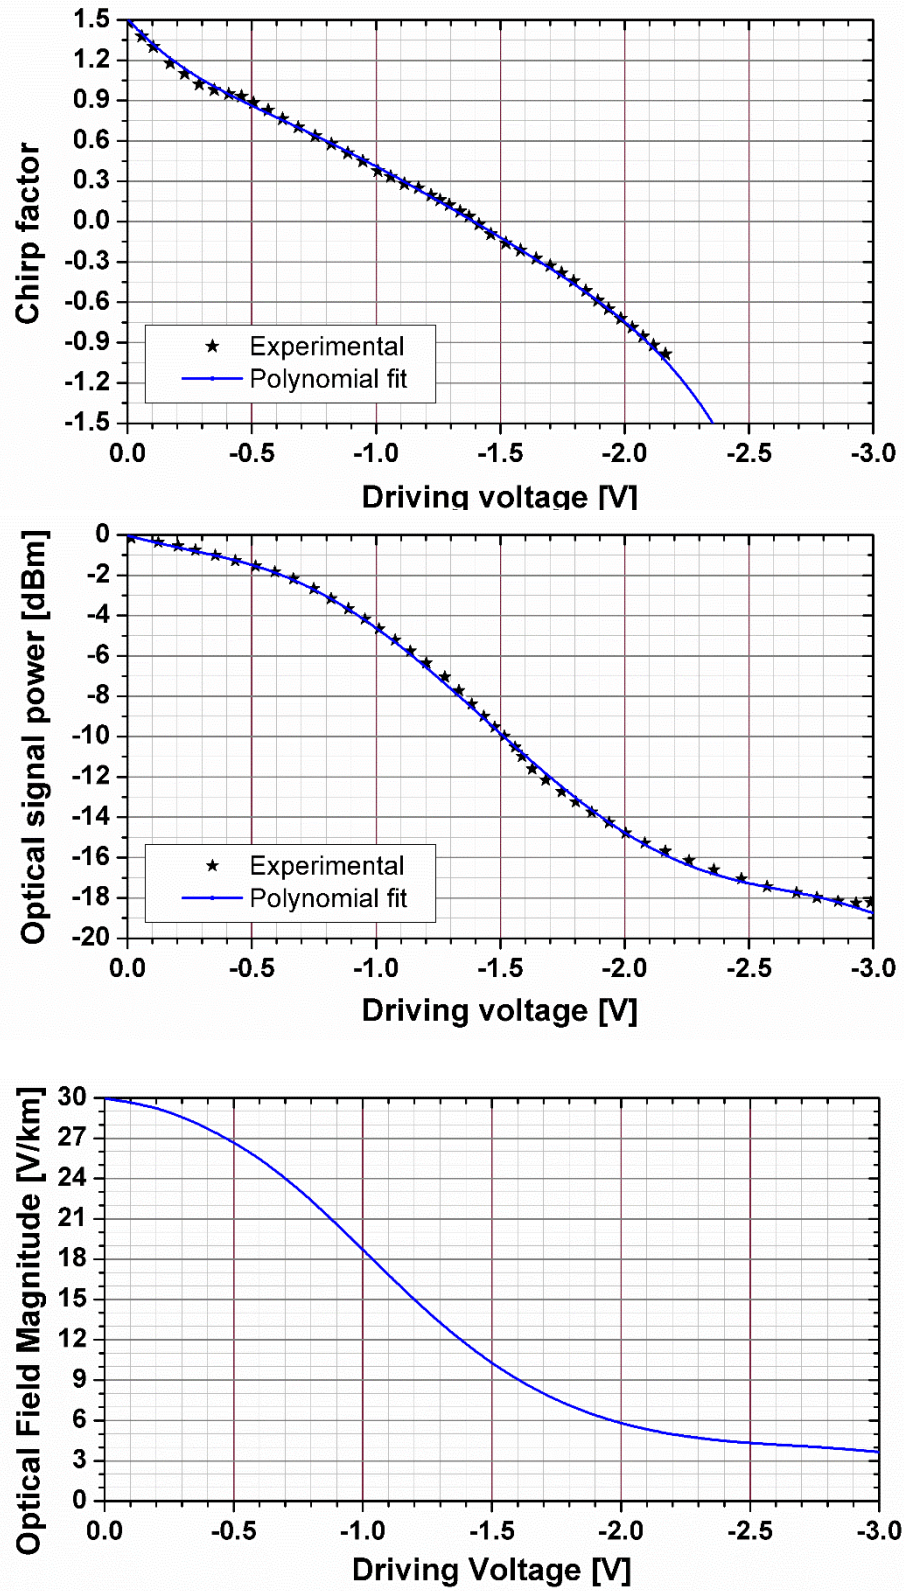 Chirp factor
1.5
1.2
0.9
0.6
0.3
0.0
-0.3
-0.6
-0.9
-1.2
-1.5
Experimental
Polynomial fit
0.0 -0.5 -1.0 -1.5 -2.0 -2.5 -3.0
Driving voltage [V]
Optical signal power [dBm]
0
-2
-4
-6
-8
-10
-12
-14
-16
-18
-20
Experimental
Polynomial fit
0.0 -0.5 -1.0 -1.5 -2.0 -2.5 -3.0
Driving voltage [V]
Optical Field Magnitude [V/km]
30
27
24
21
18
15
12
9
6
3
0
0.0 -0.5 -1.0 -1.5 -2.0 -2.5 -3.0
Driving Voltage [V]